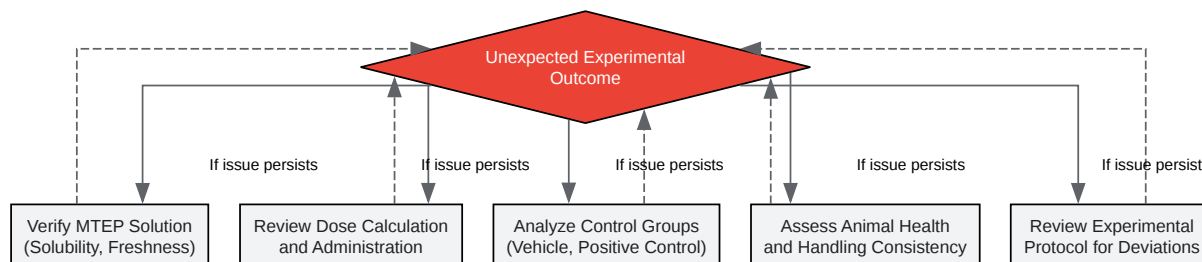 Unexpected Experimental
Outcome
If issue persists
If issue persists
If issue persists
If issue persists
If issue persist
Verify MTEP Solution
(Solubility, Freshness)
Review Dose Calculation
and Administration
Analyze Control Groups
(Vehicle, Positive Control)
Assess Animal Health
and Handling Consistency
Review Experimental
Protocol for Deviations